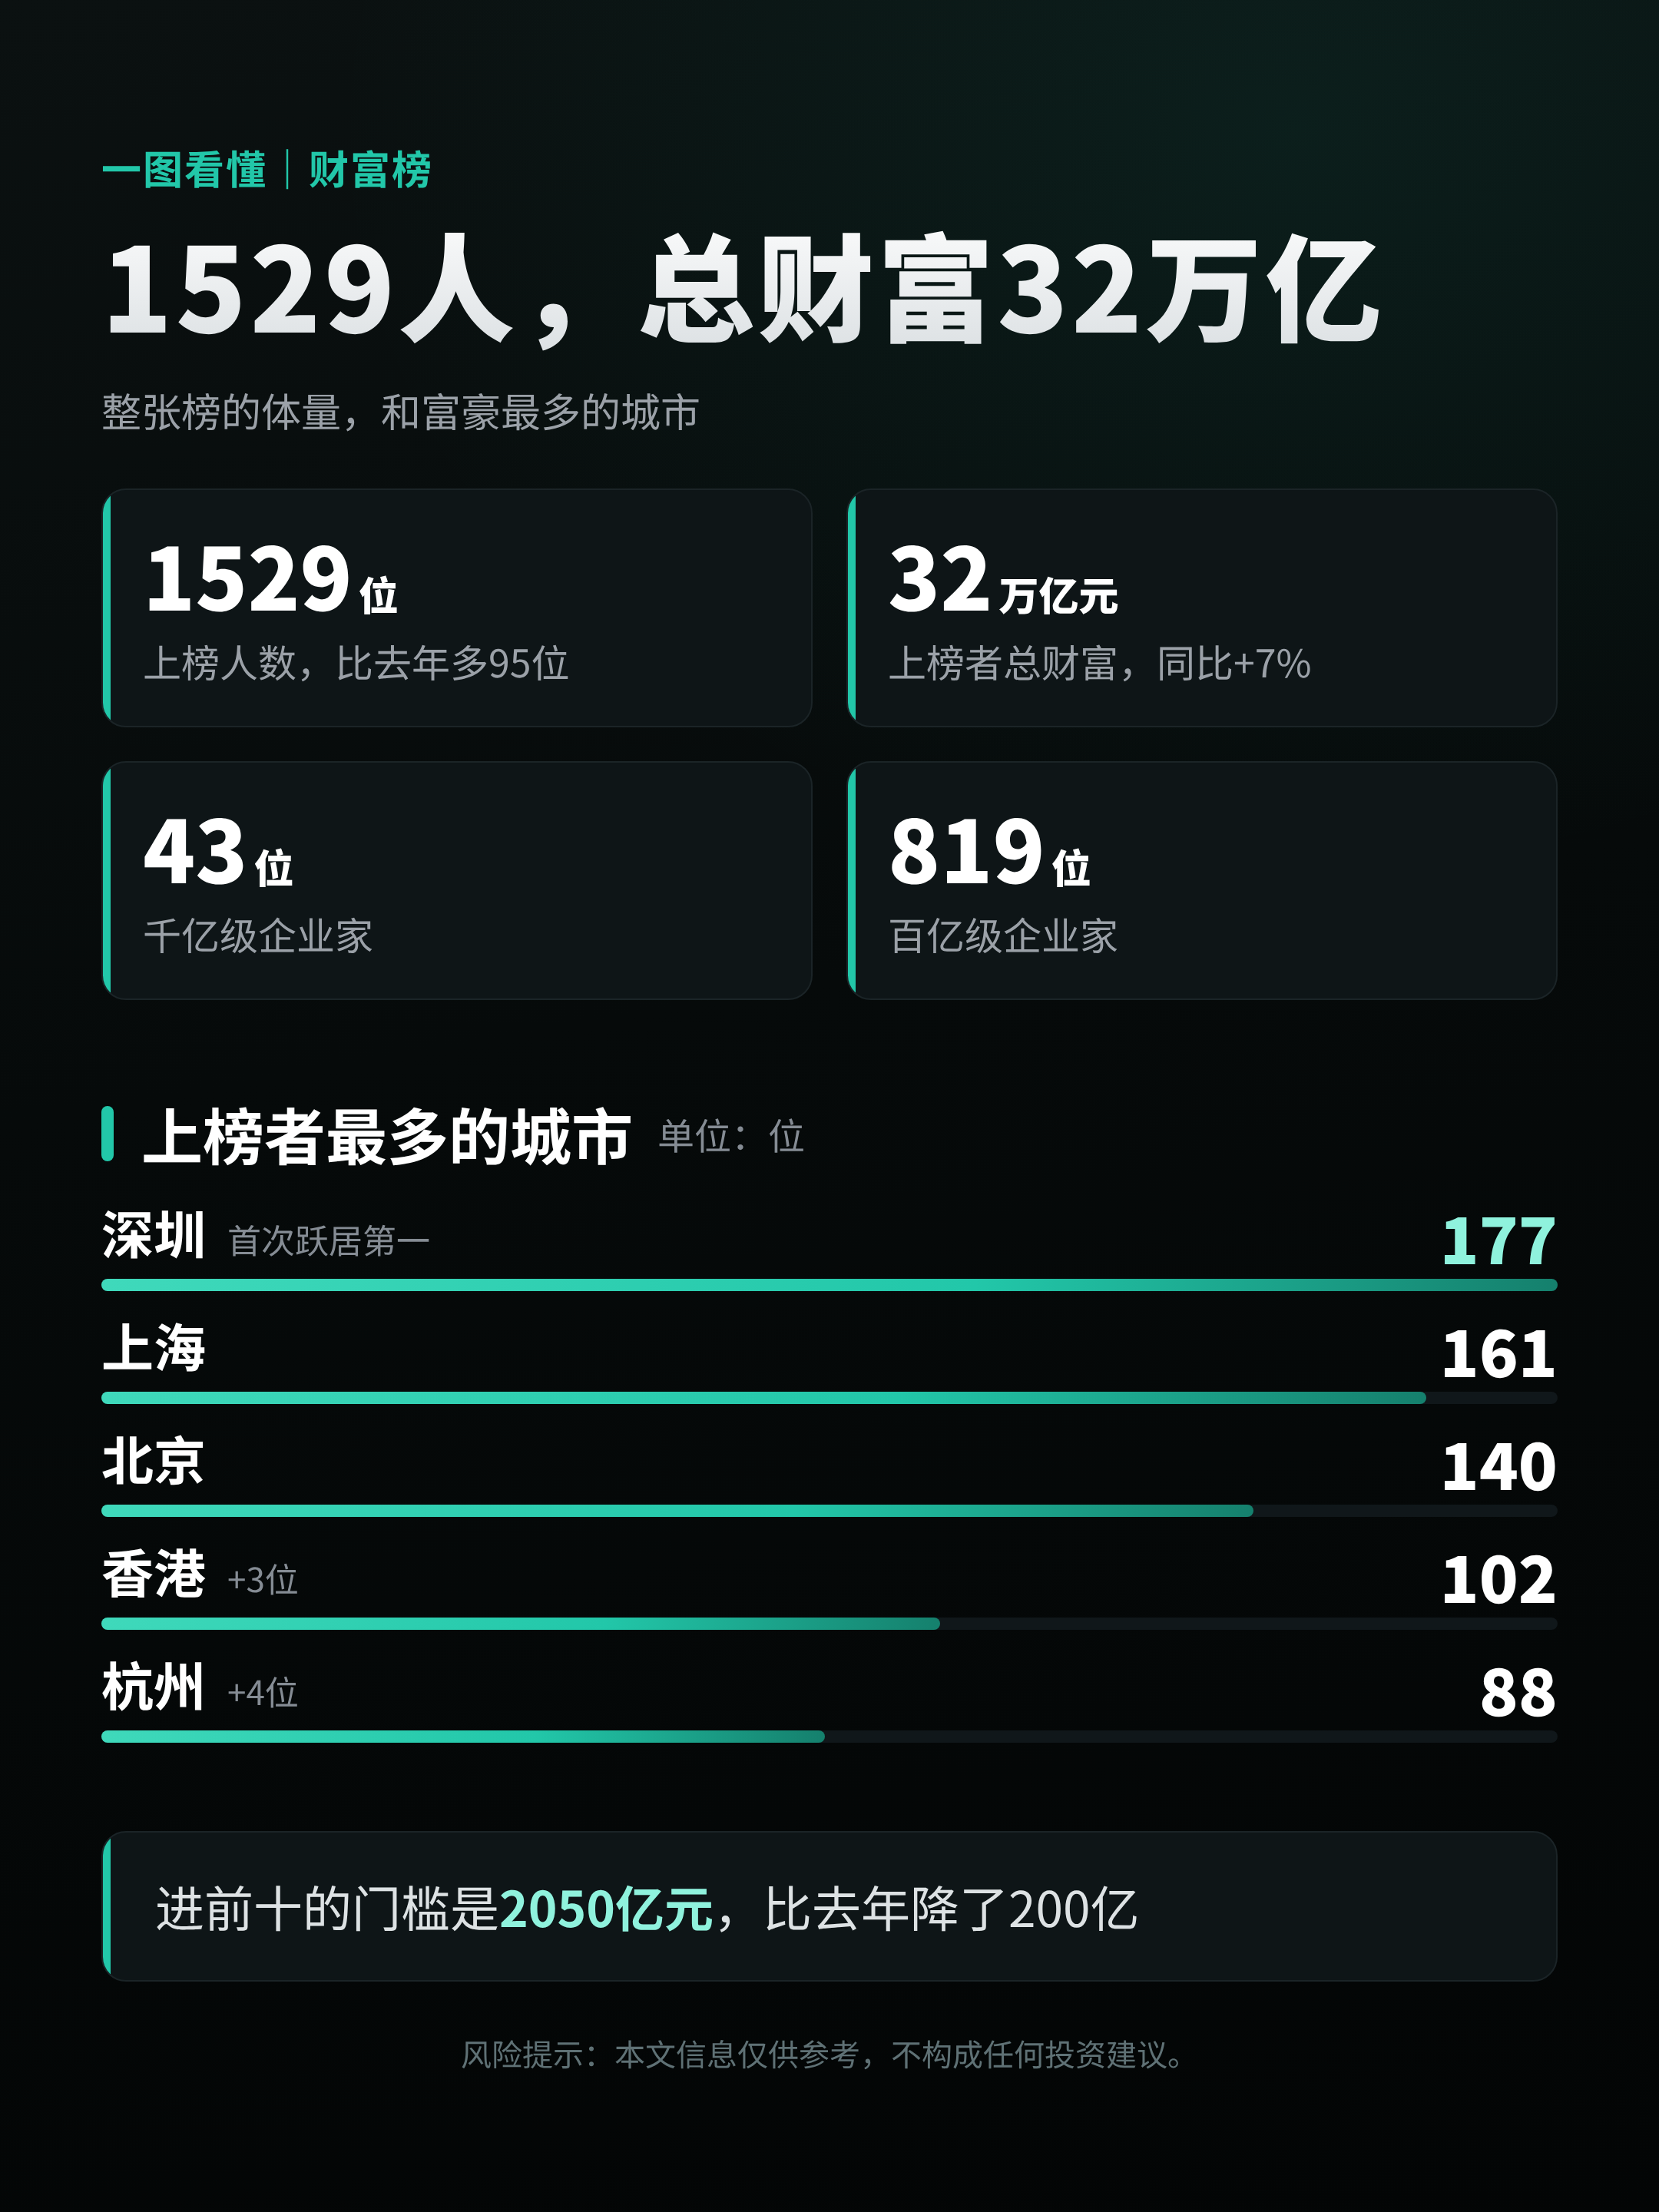 一图看懂｜财富榜
1529人，总财富32万亿
整张榜的体量，和富豪最多的城市
1529位
上榜人数，比去年多95位
32万亿元
上榜者总财富，同比+7%
43位
千亿级企业家
819位
百亿级企业家
上榜者最多的城市 单位：位
深圳 首次跃居第一 177
上海 161
北京 140
香港 +3位 102
杭州 +4位 88
进前十的门槛是2050亿元，比去年降了200亿
风险提示：本文信息仅供参考，不构成任何投资建议。